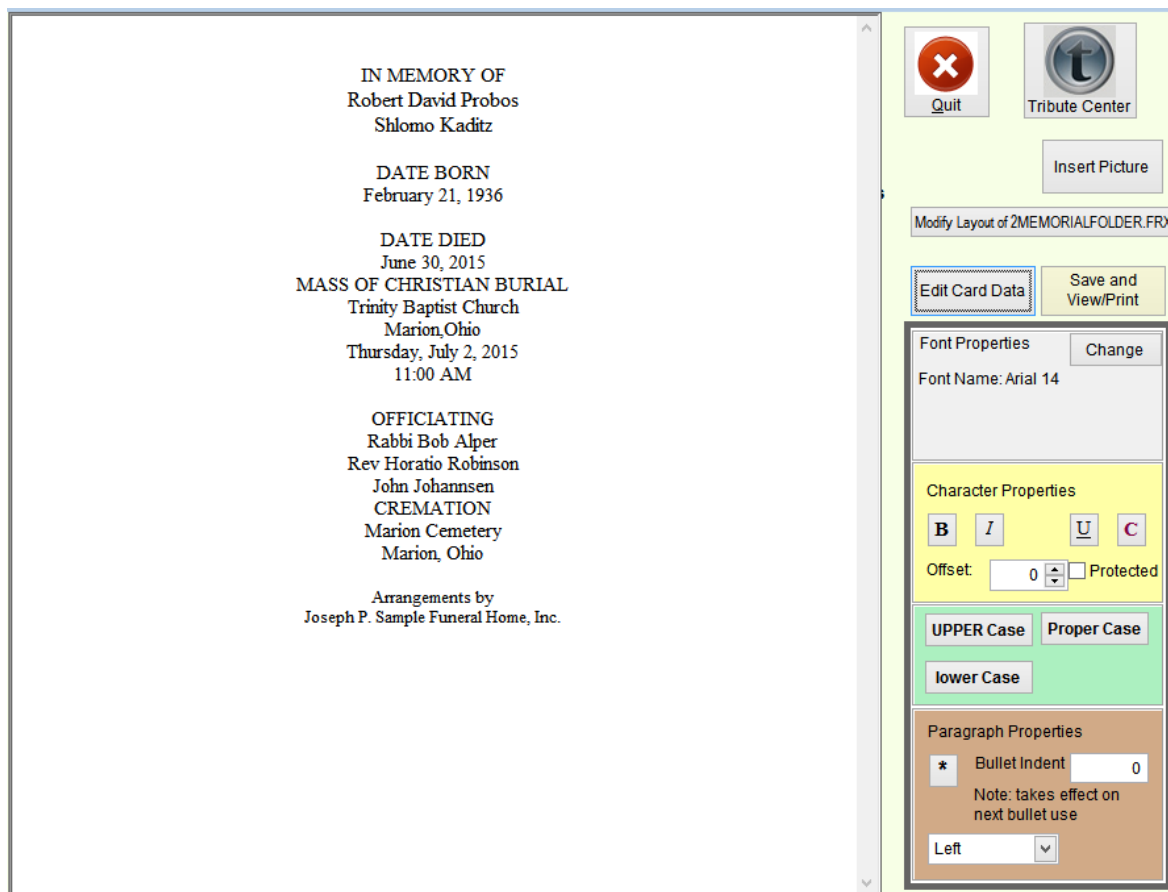 IN MEMORY OF
Robert David Probos
Shlomo Kaditz
DATE BORN
February 21, 1936
DATE DIED
June 30, 2015
MASS OF CHRISTIAN BURIAL
Trinity Baptist Church
Marion,Ohio
Thursday, July 2, 2015
11:00 AM
OFFICIATING
Rabbi Bob Alper
Rev Horatio Robinson
John Johannsen
CREMATION
Marion Cemetery
Marion, Ohio
Arrangements by
Joseph P. Sample Funeral Home, Inc.
Quit
t
Tribute Center
Insert Picture
Modify Layout of 2MEMORIALFOLDER.FRX
Edit Card Data
Save and
View/Print
Font Properties
Change
Font Name: Arial 14
Character Properties
B I U C
Offset: 0 Protected
UPPER Case Proper Case
lower Case
Paragraph Properties
* Bullet Indent 0
Note: takes effect on
next bullet use
Left